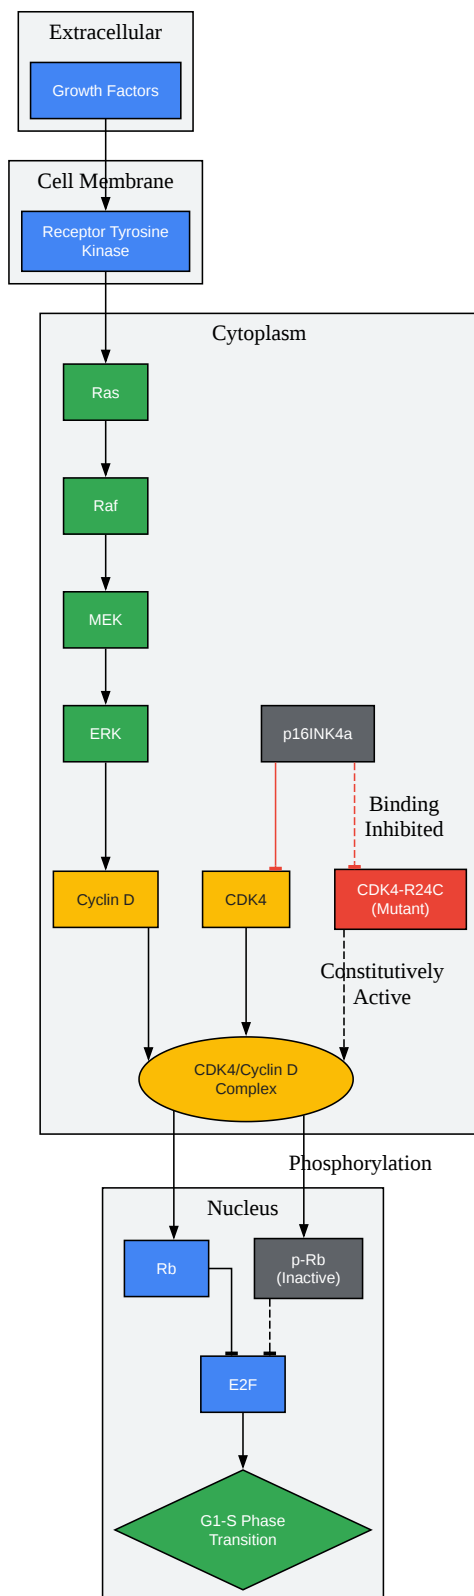 Extracellular
Growth Factors
Cell Membrane
Receptor Tyrosine
Kinase
Cytoplasm
Ras
Raf
MEK
ERK
p16INK4a
Binding
Inhibited
Cyclin D
CDK4
CDK4-R24C
(Mutant)
Constitutively
Active
CDK4/Cyclin D
Complex
Phosphorylation
Nucleus
Rb
p-Rb
(Inactive)
E2F
G1-S Phase
Transition